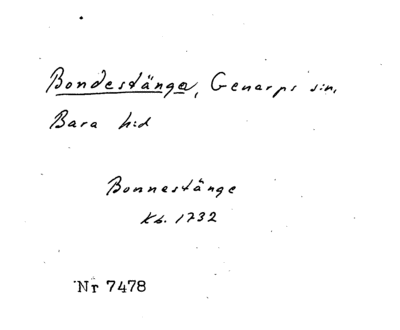 Bondestänga, Genarps sn,
Bara hd
Bonnestänge
Kb. 1732
Nr 7478